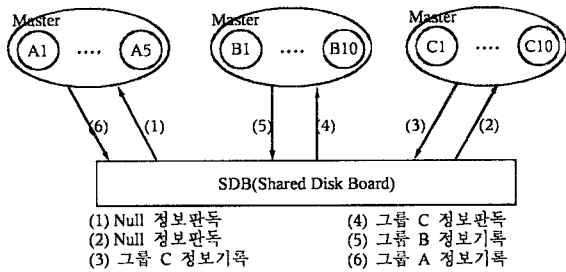 Master Master Master
A1 .... A5 B1 .... B10 C1 .... C10
(6) (1) (5) (4) (3) (2)
SDB(Shared Disk Board)
(1) Null 정보판독 (4) 그룹 C 정보판독
(2) Null 정보판독 (5) 그룹 B 정보기록
(3) 그룹 C 정보기록 (6) 그룹 A 정보기록